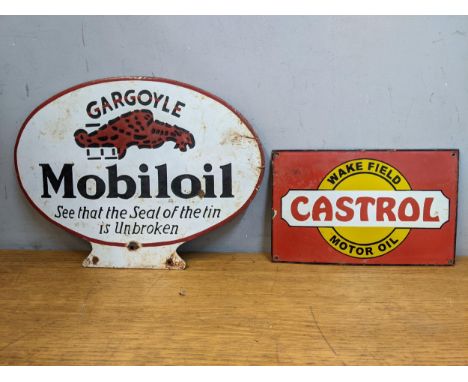 GARGOYLE
Mobiloil
See that the Seal of the tin
is Unbroken
WAKE FIELD
CASTROL
MOTOR OIL